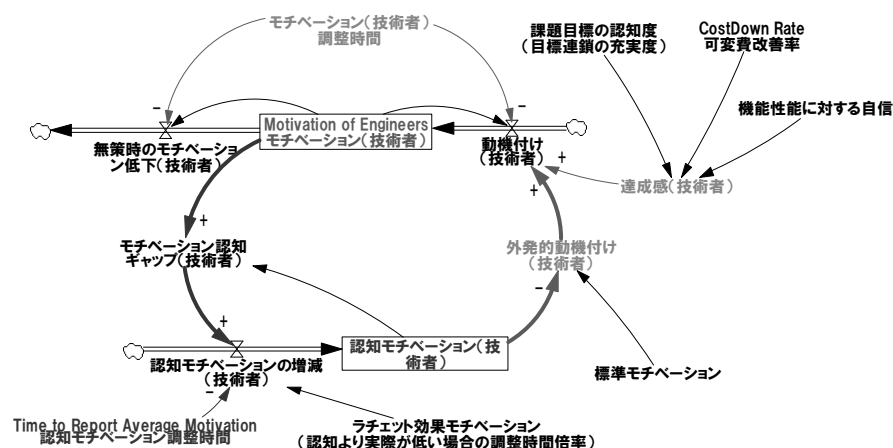 モチベーション（技術者）
調整時間
課題目標の認知度
（目標連鎖の充実度）
CostDown Rate
可変費改善率
機能性能に対する自信
Motivation of Engineers
モチベーション（技術者）
無策時のモチベーショ
ン低下（技術者）
動機付け
（技術者）
達成感（技術者）
モチベーション認知
ギャップ（技術者）
外発的動機付け
（技術者）
認知モチベーション（技
術者）
認知モチベーションの増減
（技術者）
標準モチベーション
Time to Report Average Motivation
認知モチベーション調整時間
ラチェット効果モチベーション
（認知より実際が低い場合の調整時間倍率）
−
−
+
+
+
+
−
−